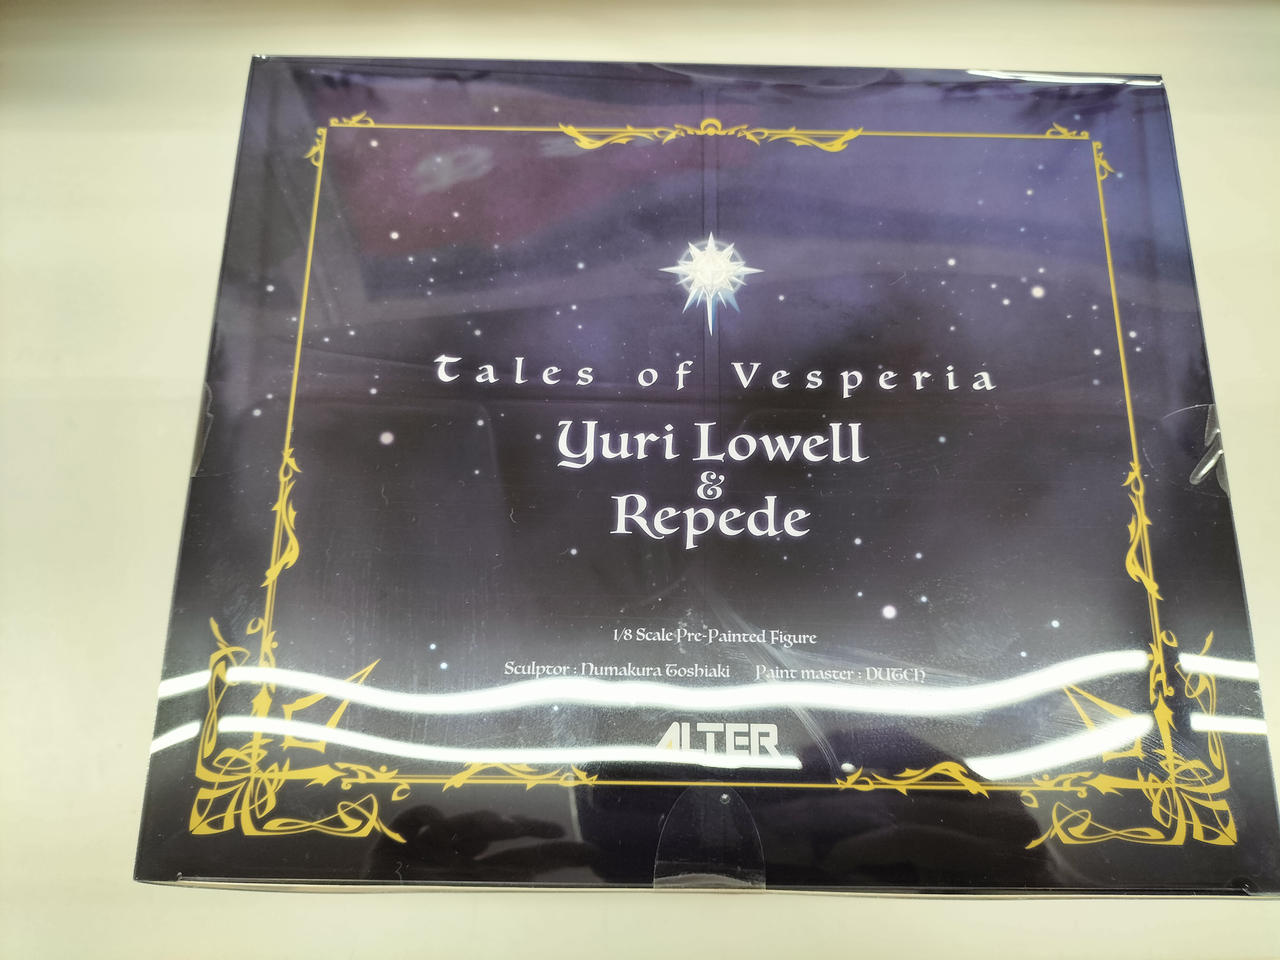 Tales of Vesperia
Yuri Lowell
&
Repede
1/8 Scale Pre-Painted Figure
Sculptor : Numakura Toshiaki Paint master : DUTCH
ALTER